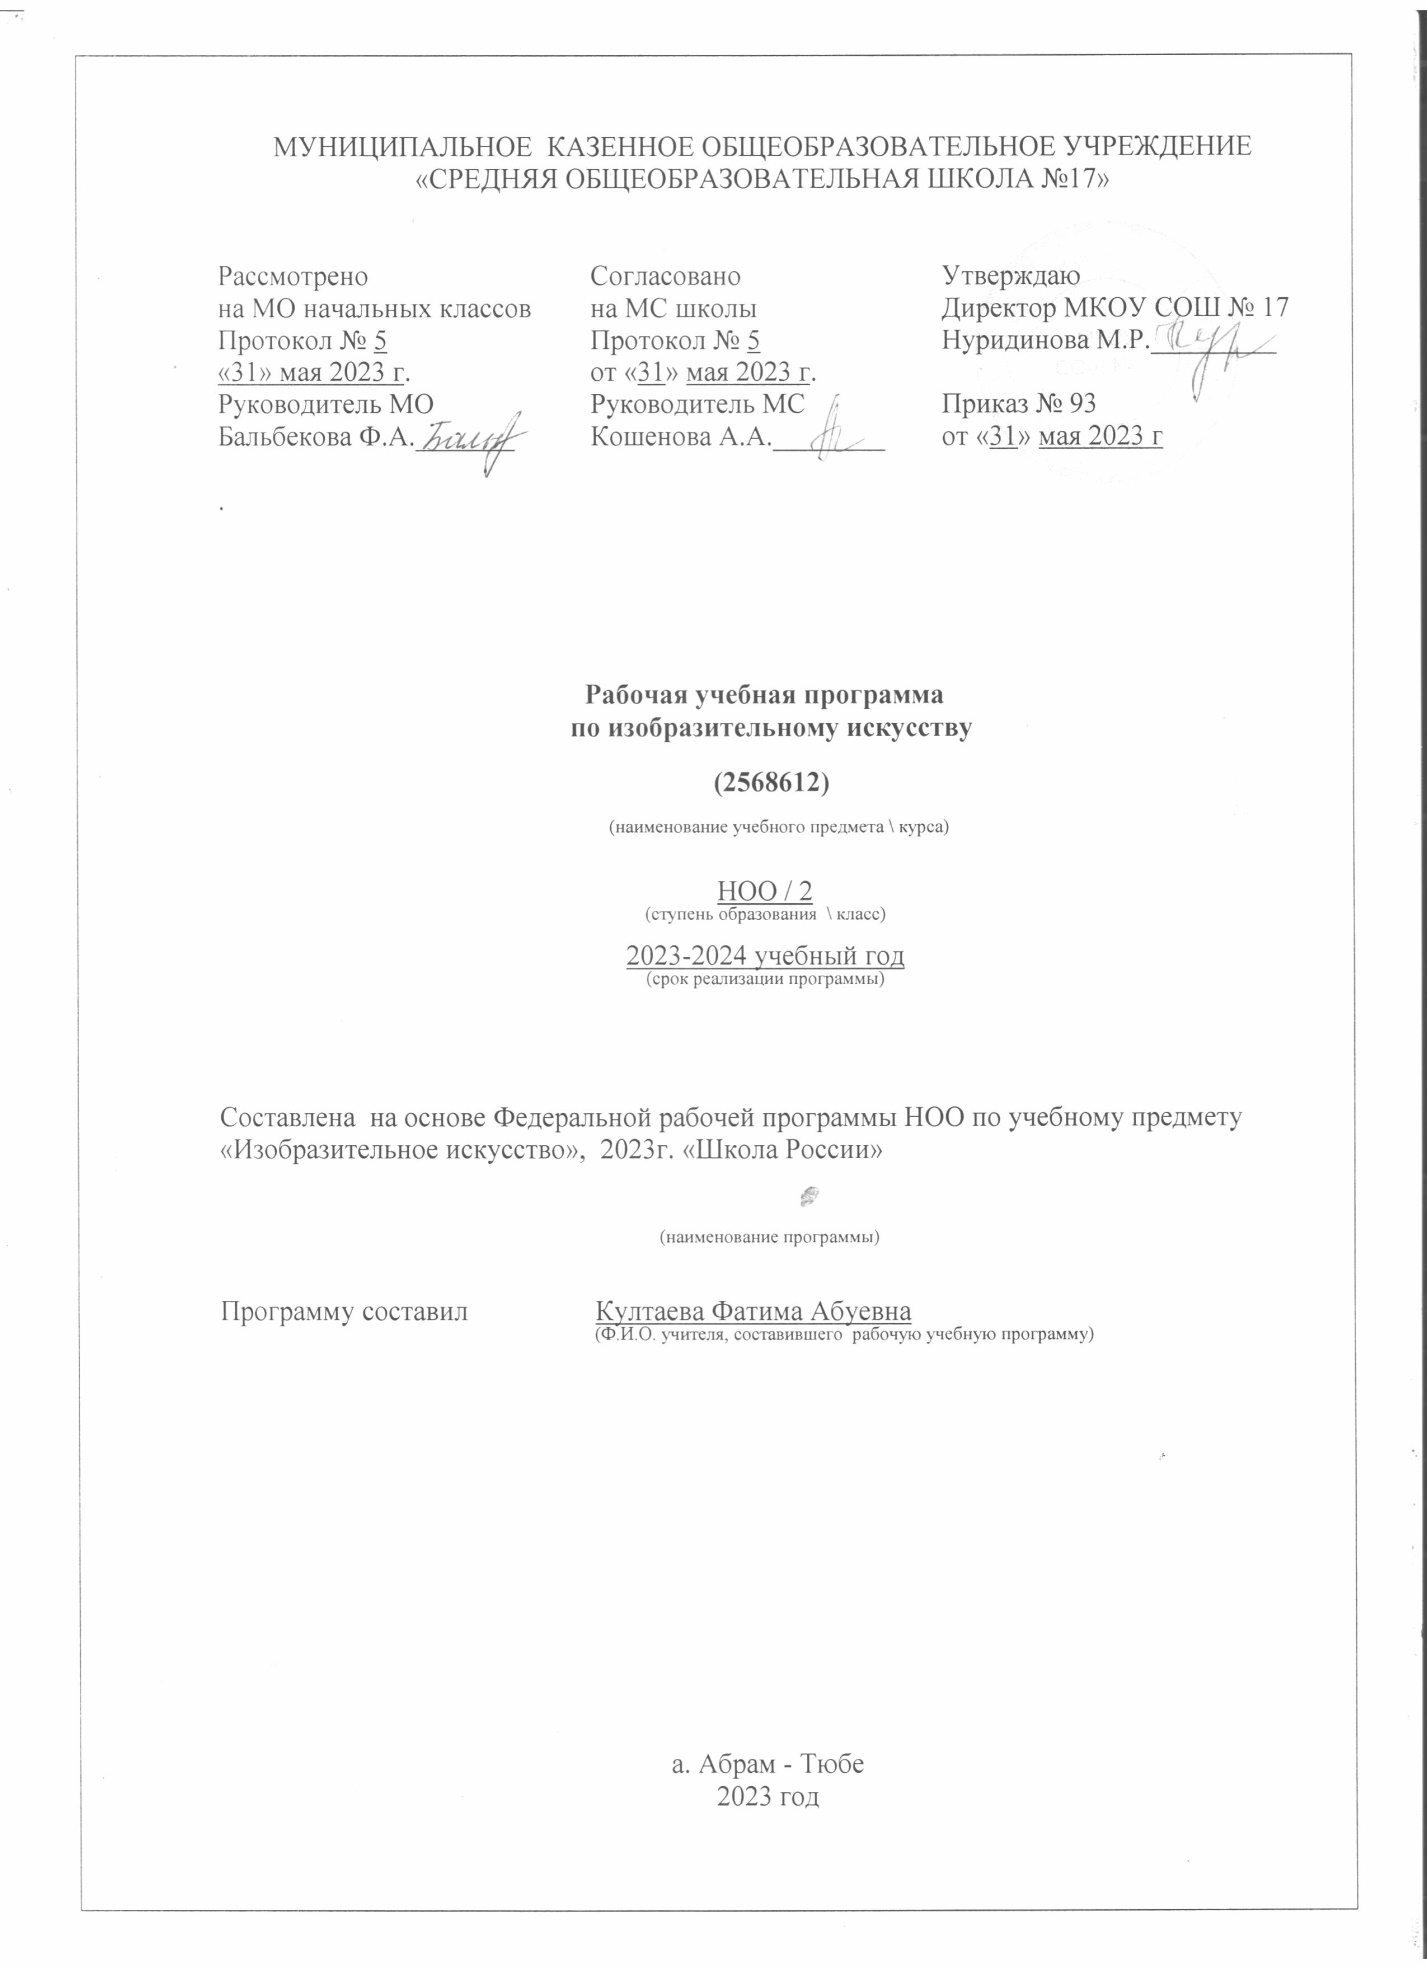 МУНИЦИПАЛЬНОЕ КАЗЕННОЕ ОБЩЕОБРАЗОВАТЕЛЬНОЕ УЧРЕЖДЕНИЕ
«СРЕДНЯЯ ОБЩЕОБРАЗОВАТЕЛЬНАЯ ШКОЛА №17»
Рассмотрено
на МО начальных классов
Протокол № 5
«31» мая 2023 г.
Руководитель МО
Бальбекова Ф.А.
Согласовано
на МС школы
Протокол № 5
от «31» мая 2023 г.
Руководитель МС
Кошенова А.А.
Утверждаю
Директор МКОУ СОШ № 17
Нуридинова М.Р.
Приказ № 93
от «31» мая 2023 г
Рабочая учебная программа
по изобразительному искусству
(2568612)
(наименование учебного предмета \ курса)
НОО / 2
(ступень образования \ класс)
2023-2024 учебный год
(срок реализации программы)
Составлена на основе Федеральной рабочей программы НОО по учебному предмету
«Изобразительное искусство», 2023г. «Школа России»
(наименование программы)
Программу составил Култаева Фатима Абуевна
(Ф.И.О. учителя, составившего рабочую учебную программу)
а. Абрам - Тюбе
2023 год